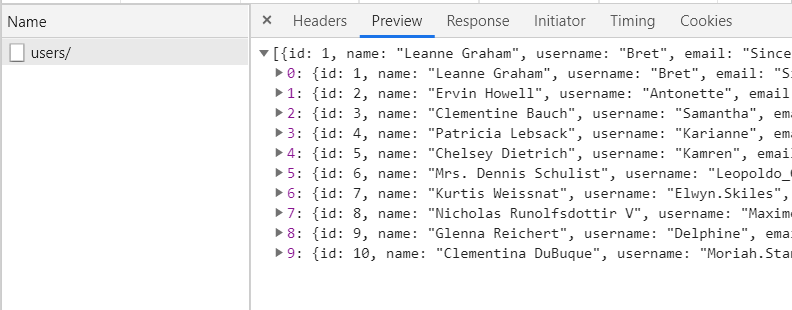 Name
users/
× Headers Preview Response Initiator Timing Cookies
▼[{id: 1, name: "Leanne Graham", username: "Bret", email: "Since
▶0: {id: 1, name: "Leanne Graham", username: "Bret", email: "Si
▶1: {id: 2, name: "Ervin Howell", username: "Antonette", email
▶2: {id: 3, name: "Clementine Bauch", username: "Samantha", ema
▶3: {id: 4, name: "Patricia Lebsack", username: "Karianne", ema
▶4: {id: 5, name: "Chelsey Dietrich", username: "Kamren", email
▶5: {id: 6, name: "Mrs. Dennis Schulist", username: "Leopoldo_
▶6: {id: 7, name: "Kurtis Weissnat", username: "Elwyn.Skiles",
▶7: {id: 8, name: "Nicholas Runolfsdottir V", username: "Maxime
▶8: {id: 9, name: "Glenna Reichert", username: "Delphine", emai
▶9: {id: 10, name: "Clementina DuBuque", username: "Moriah.Stan